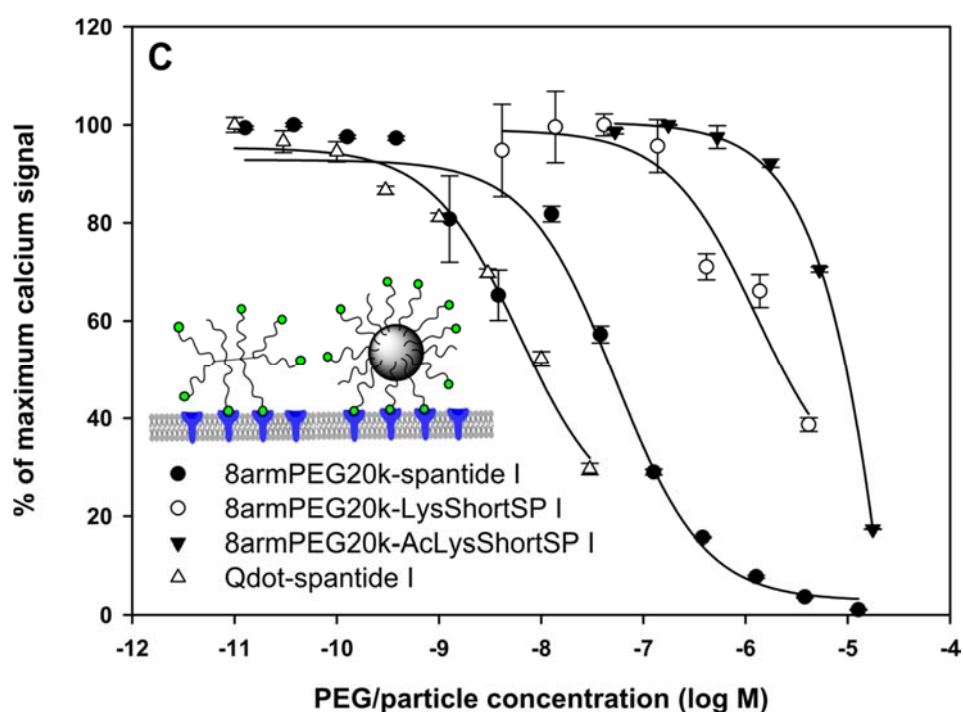 C
% of maximum calcium signal
120
100
80
60
40
20
0
8armPEG20k-spantide I
8armPEG20k-LysShortSP I
8armPEG20k-AcLysShortSP I
Qdot-spantide I
-12 -11 -10 -9 -8 -7 -6 -5 -4
PEG/particle concentration (log M)